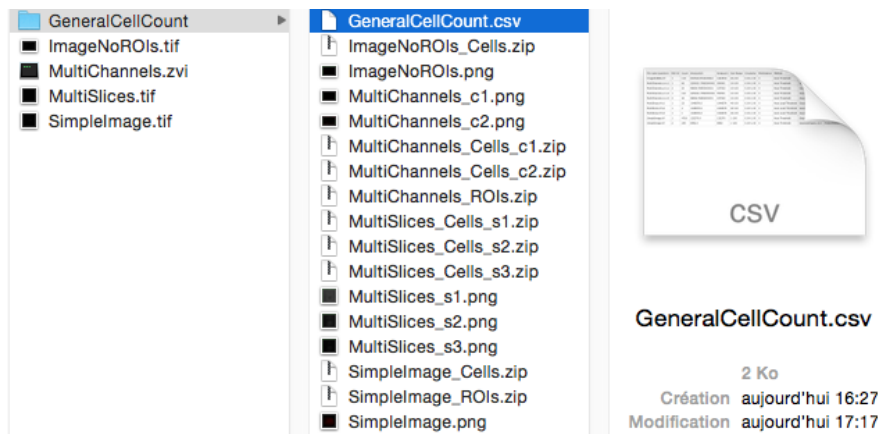 GeneralCellCount
ImageNoROIs.tif
MultiChannels.zvi
MultiSlices.tif
SimpleImage.tif
GeneralCellCount.csv
ImageNoROIs_Cells.zip
ImageNoROIs.png
MultiChannels_c1.png
MultiChannels_c2.png
MultiChannels_Cells_c1.zip
MultiChannels_Cells_c2.zip
MultiChannels_ROIs.zip
MultiSlices_Cells_s1.zip
MultiSlices_Cells_s2.zip
MultiSlices_Cells_s3.zip
MultiSlices_s1.png
MultiSlices_s2.png
MultiSlices_s3.png
SimpleImage_Cells.zip
SimpleImage_ROIs.zip
SimpleImage.png
CSV
GeneralCellCount.csv
2 Ko
Création aujourd'hui 16:27
Modification aujourd'hui 17:17